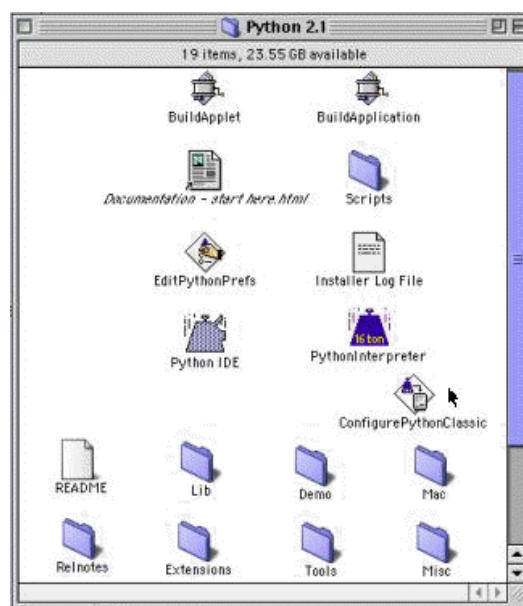 Python 2.1
19 items, 23.55 GB available
BuildApplet
BuildApplication
Documentation - start here.html
Scripts
EditPythonPrefs
Installer Log File
Python IDE
16 ton
PythonInterpreter
ConfigurePythonClassic
README
Lib
Demo
Mac
Relnotes
Extensions
Tools
Misc